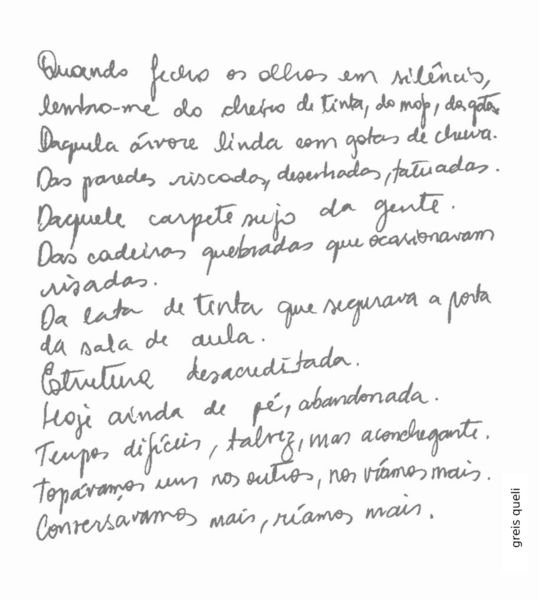 Quando fecho os olhos em silêncio,
lembro-me do cheiro de tinta, do mop, da gota.
Daquela árvore linda com gotas de chuva.
Das paredes riscadas, desenhadas, tatuadas.
Daquele carpete sujo da gente.
Das cadeiras quebradas que ocasionavam
risadas.
Da lata de tinta que segurava a porta
da sala de aula.
Estrutura desacreditada.
Hoje ainda de pé, abandonada.
Tempos difíceis, talvez, mas aconchegante.
Topávamos uns nos outros, nos víamos mais.
Conversávamos mais, ríamos mais.
greis queli